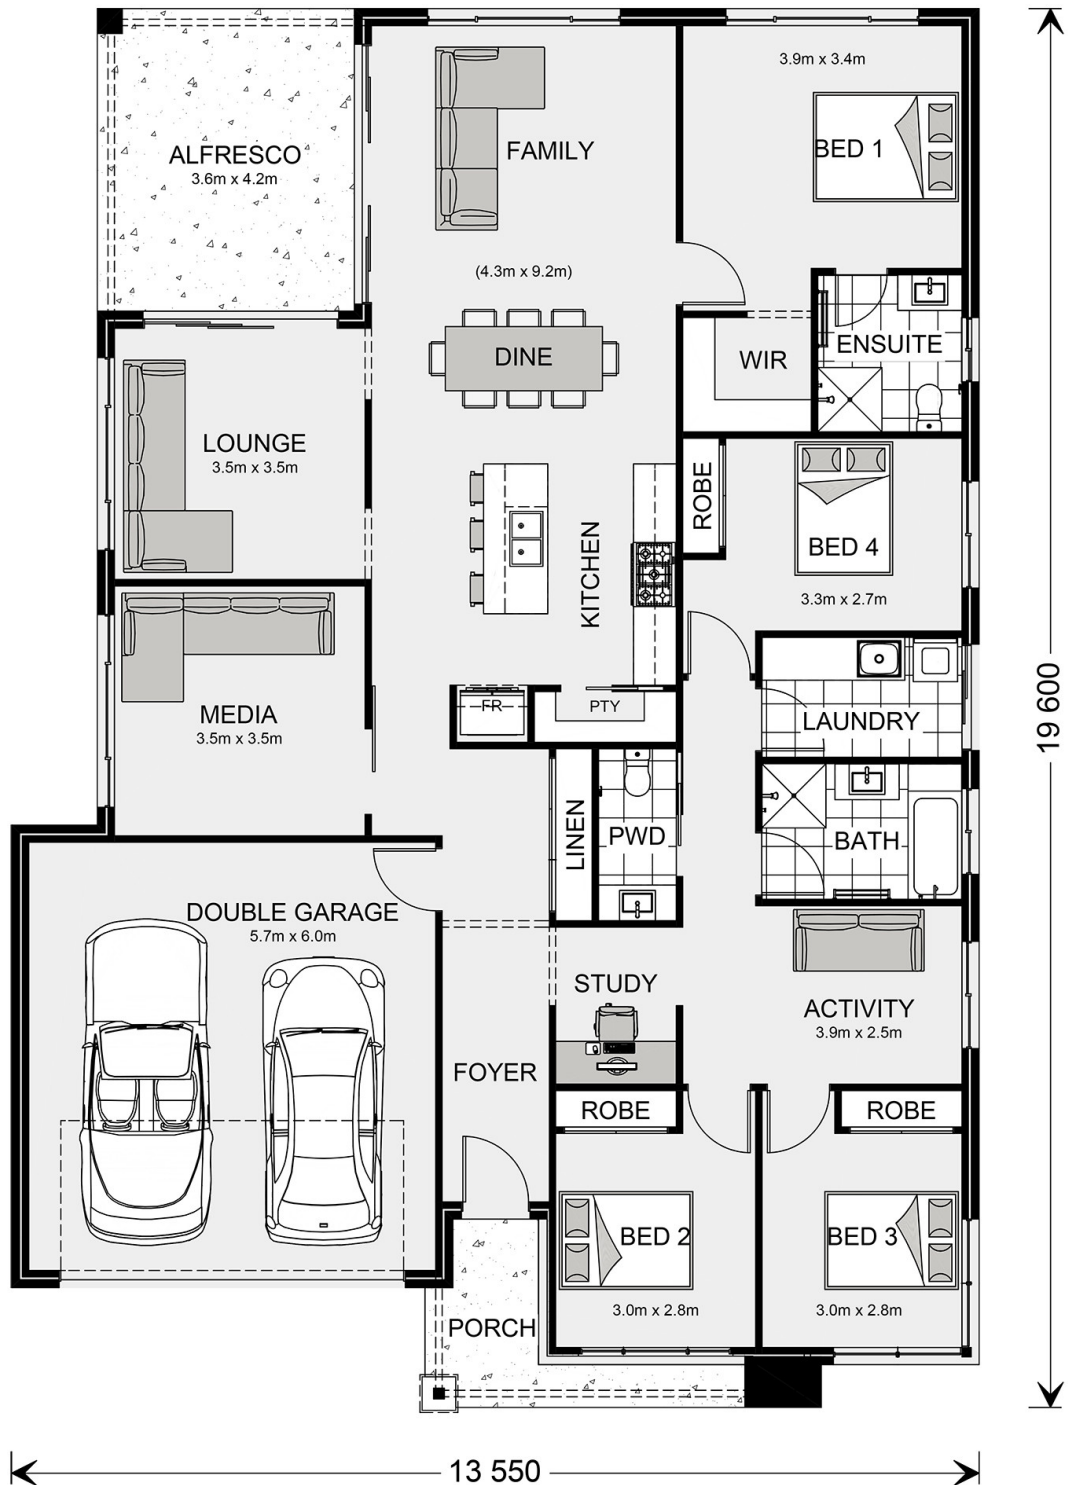 3.9m x 3.4m
BED 1
ALFRESCO
3.6m x 4.2m
FAMILY
(4.3m x 9.2m)
DINE
WIR
ENSUITE
LOUNGE
3.5m x 3.5m
ROBE
KITCHEN
BED 4
3.3m x 2.7m
MEDIA
3.5m x 3.5m
FR
PTY
LAUNDRY
19 600
LINEN
PWD
BATH
DOUBLE GARAGE
5.7m x 6.0m
STUDY
ACTIVITY
3.9m x 2.5m
FOYER
ROBE
ROBE
BED 2
BED 3
3.0m x 2.8m
3.0m x 2.8m
PORCH
13 550